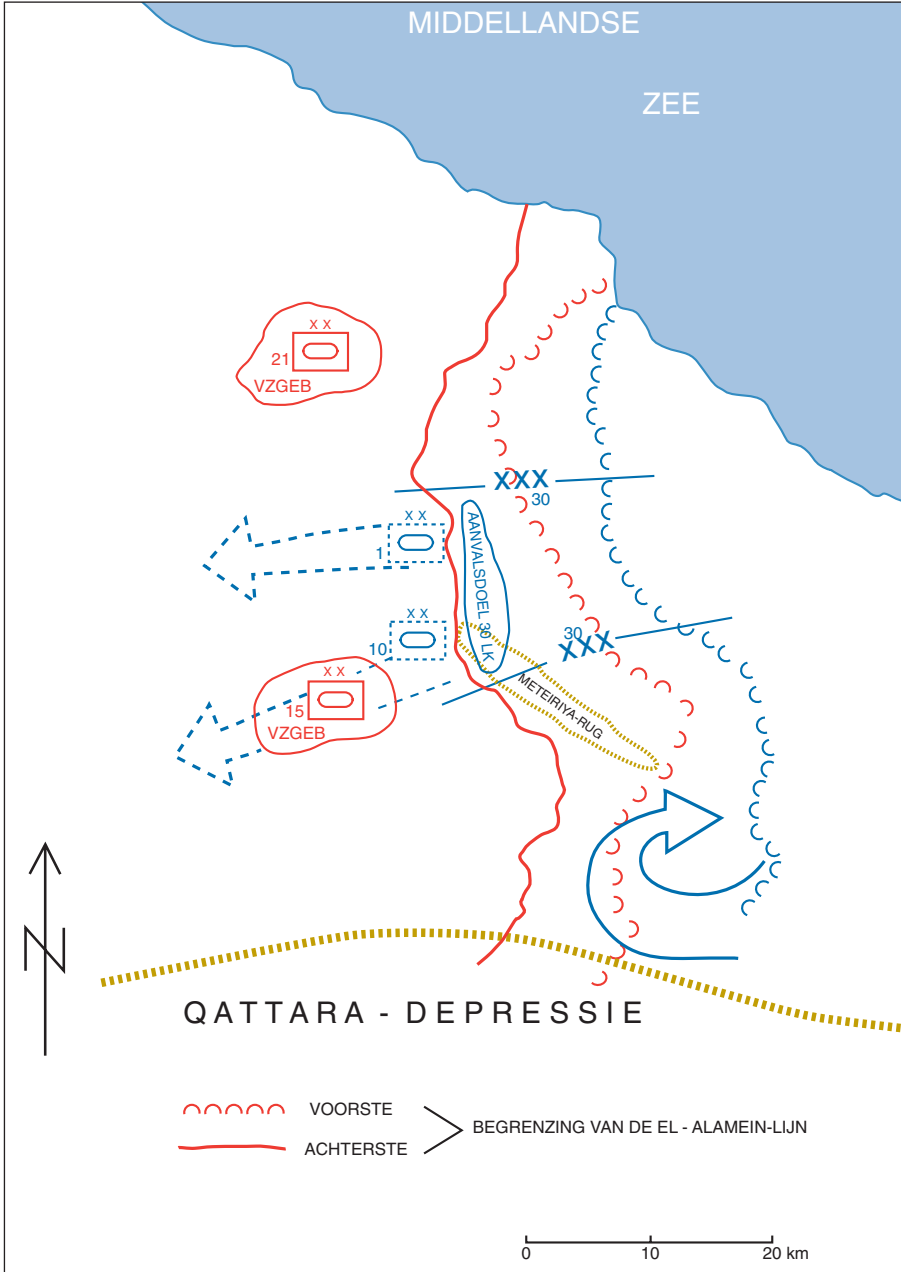 MIDDELLANDSE
ZEE
X X
21
VZGEB
XXX
30
X X
1
AANVALSDOEL 30 LK
X X
10
30
XXX
X X
15
VZGEB
METEIRIYA-RUG
N
QATTARA - DEPRESSIE
VOORSTE
ACHTERSTE
BEGRENZING VAN DE EL - ALAMEIN-LIJN
0 10 20 km